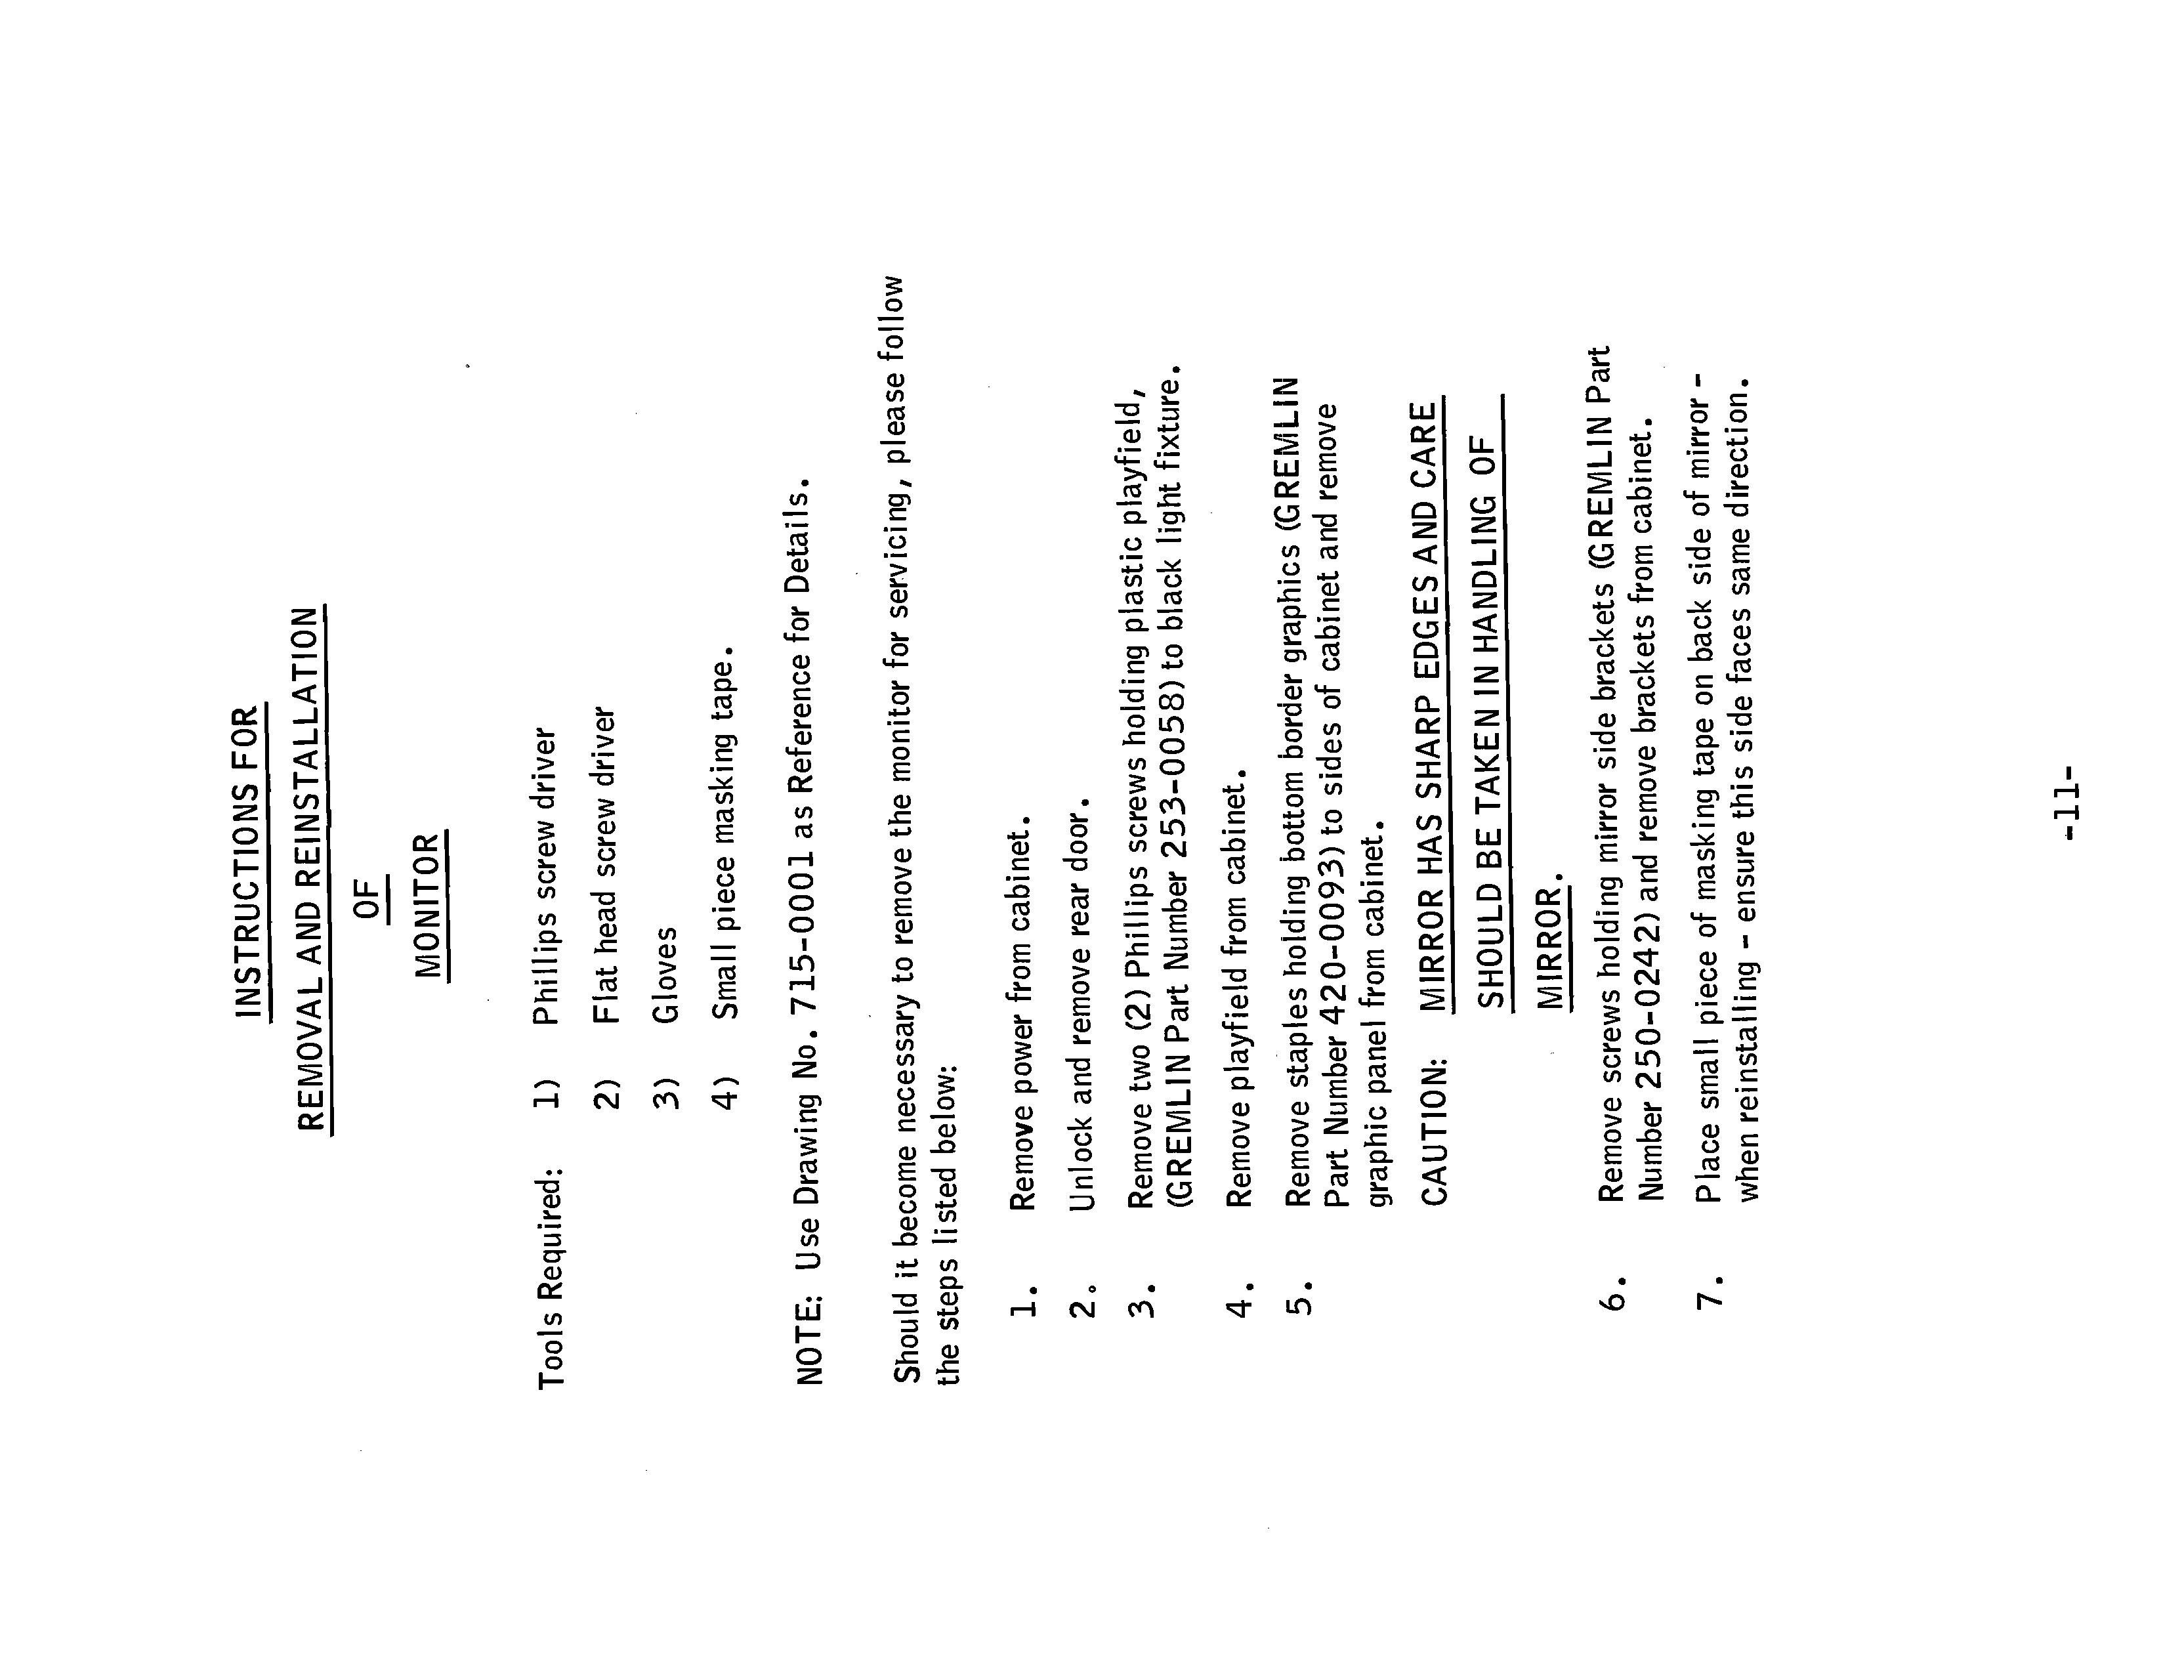 INSTRUCTIONS FOR
REMOVAL AND REINSTALLATION
OF
MONITOR
Tools Required: 1) Phillips screw driver
2) Flat head screw driver
3) Gloves
4) Small piece masking tape.
NOTE: Use Drawing No. 715-0001 as Reference for Details.
Should it become necessary to remove the monitor for servicing, please follow
the steps listed below:
1. Remove power from cabinet.
2. Unlock and remove rear door.
3. Remove two (2) Phillips screws holding plastic playfield,
(GREMLIN Part Number 253-0058) to black light fixture.
4. Remove playfield from cabinet.
5. Remove staples holding bottom border graphics (GREMLIN
Part Number 420-0093) to sides of cabinet and remove
graphic panel from cabinet.
CAUTION: MIRROR HAS SHARP EDGES AND CARE
SHOULD BE TAKEN IN HANDLING OF
MIRROR.
6. Remove screws holding mirror side brackets (GREMLIN Part
Number 250-0242) and remove brackets from cabinet.
7. Place small piece of masking tape on back side of mirror -
when reinstalling - ensure this side faces same direction.
-11-